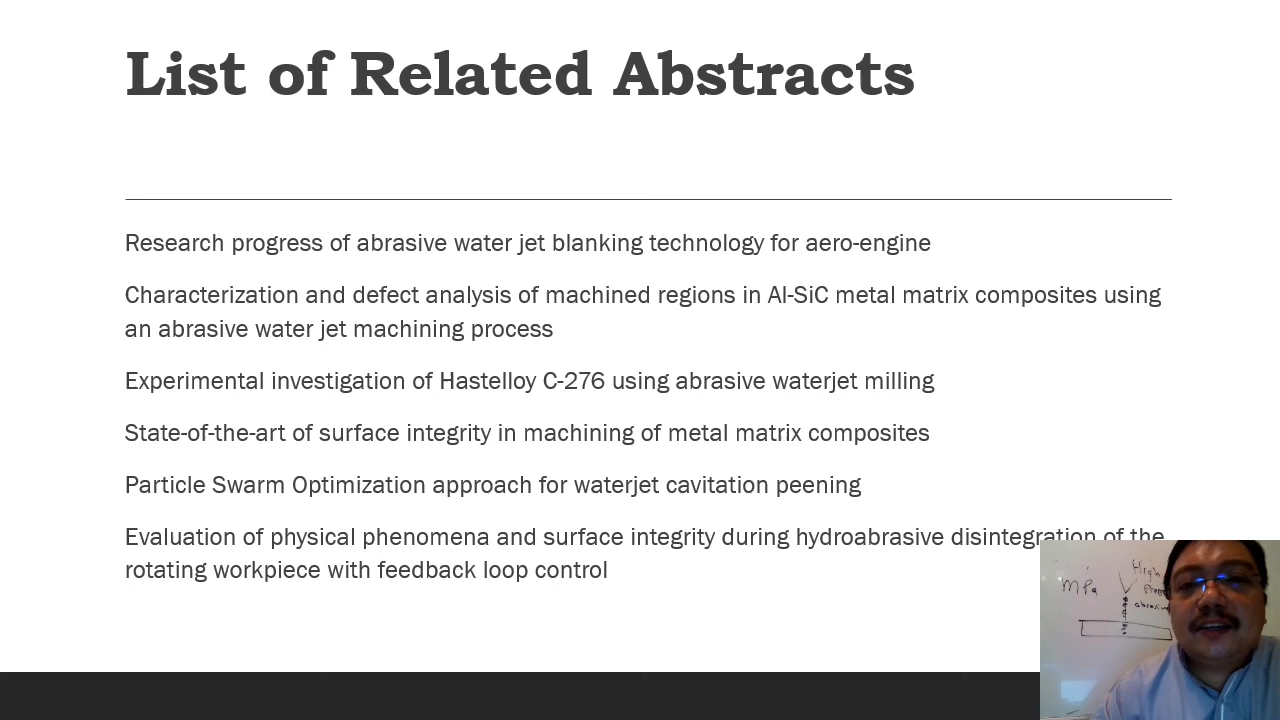 List of Related Abstracts
Research progress of abrasive water jet blanking technology for aero-engine
Characterization and defect analysis of machined regions in Al-SiC metal matrix composites using
an abrasive water jet machining process
Experimental investigation of Hastelloy C-276 using abrasive waterjet milling
State-of-the-art of surface integrity in machining of metal matrix composites
Particle Swarm Optimization approach for waterjet cavitation peening
Evaluation of physical phenomena and surface integrity during hydroabrasive disintegration of the
rotating workpiece with feedback loop control
High
MPa